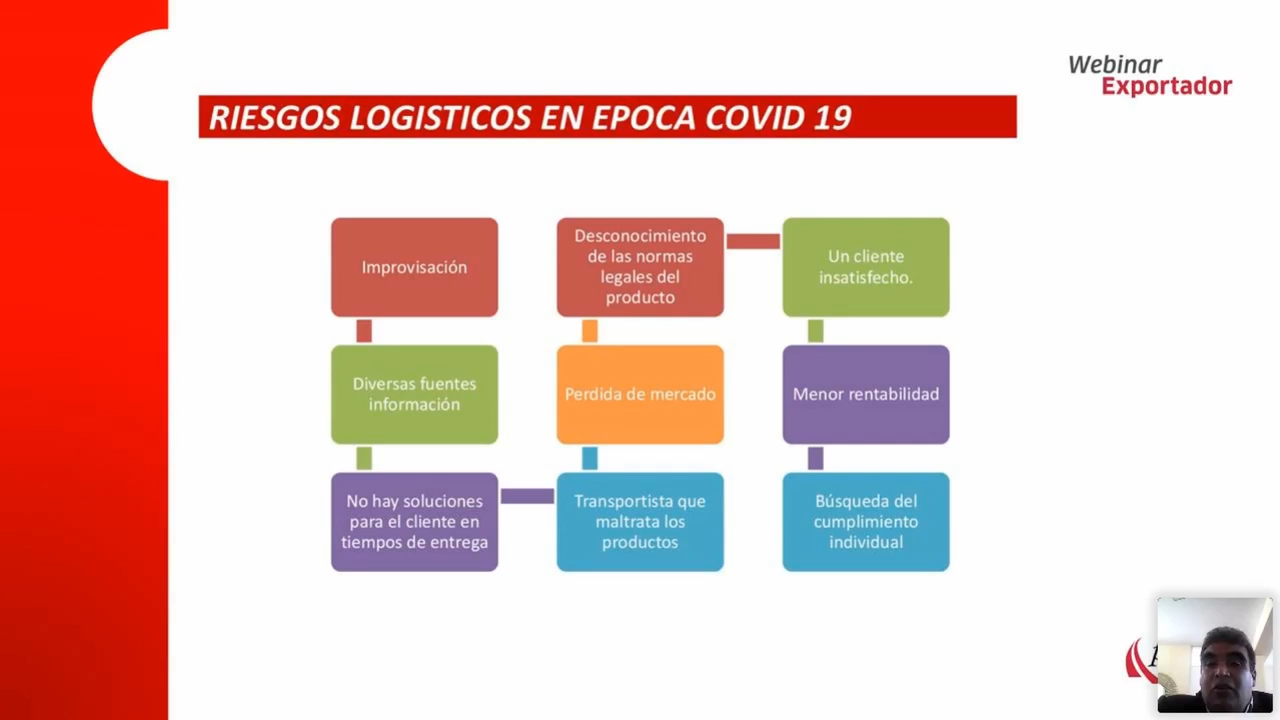 Webinar
Exportador
RIESGOS LOGISTICOS EN EPOCA COVID 19
Improvisación
Diversas fuentes
información
No hay soluciones
para el cliente en
tiempos de entrega
Transportista que
maltrata los
productos
Perdida de mercado
Desconocimiento
de las normas
legales del
producto
Un cliente
insatisfecho.
Menor rentabilidad
Búsqueda del
cumplimiento
individual